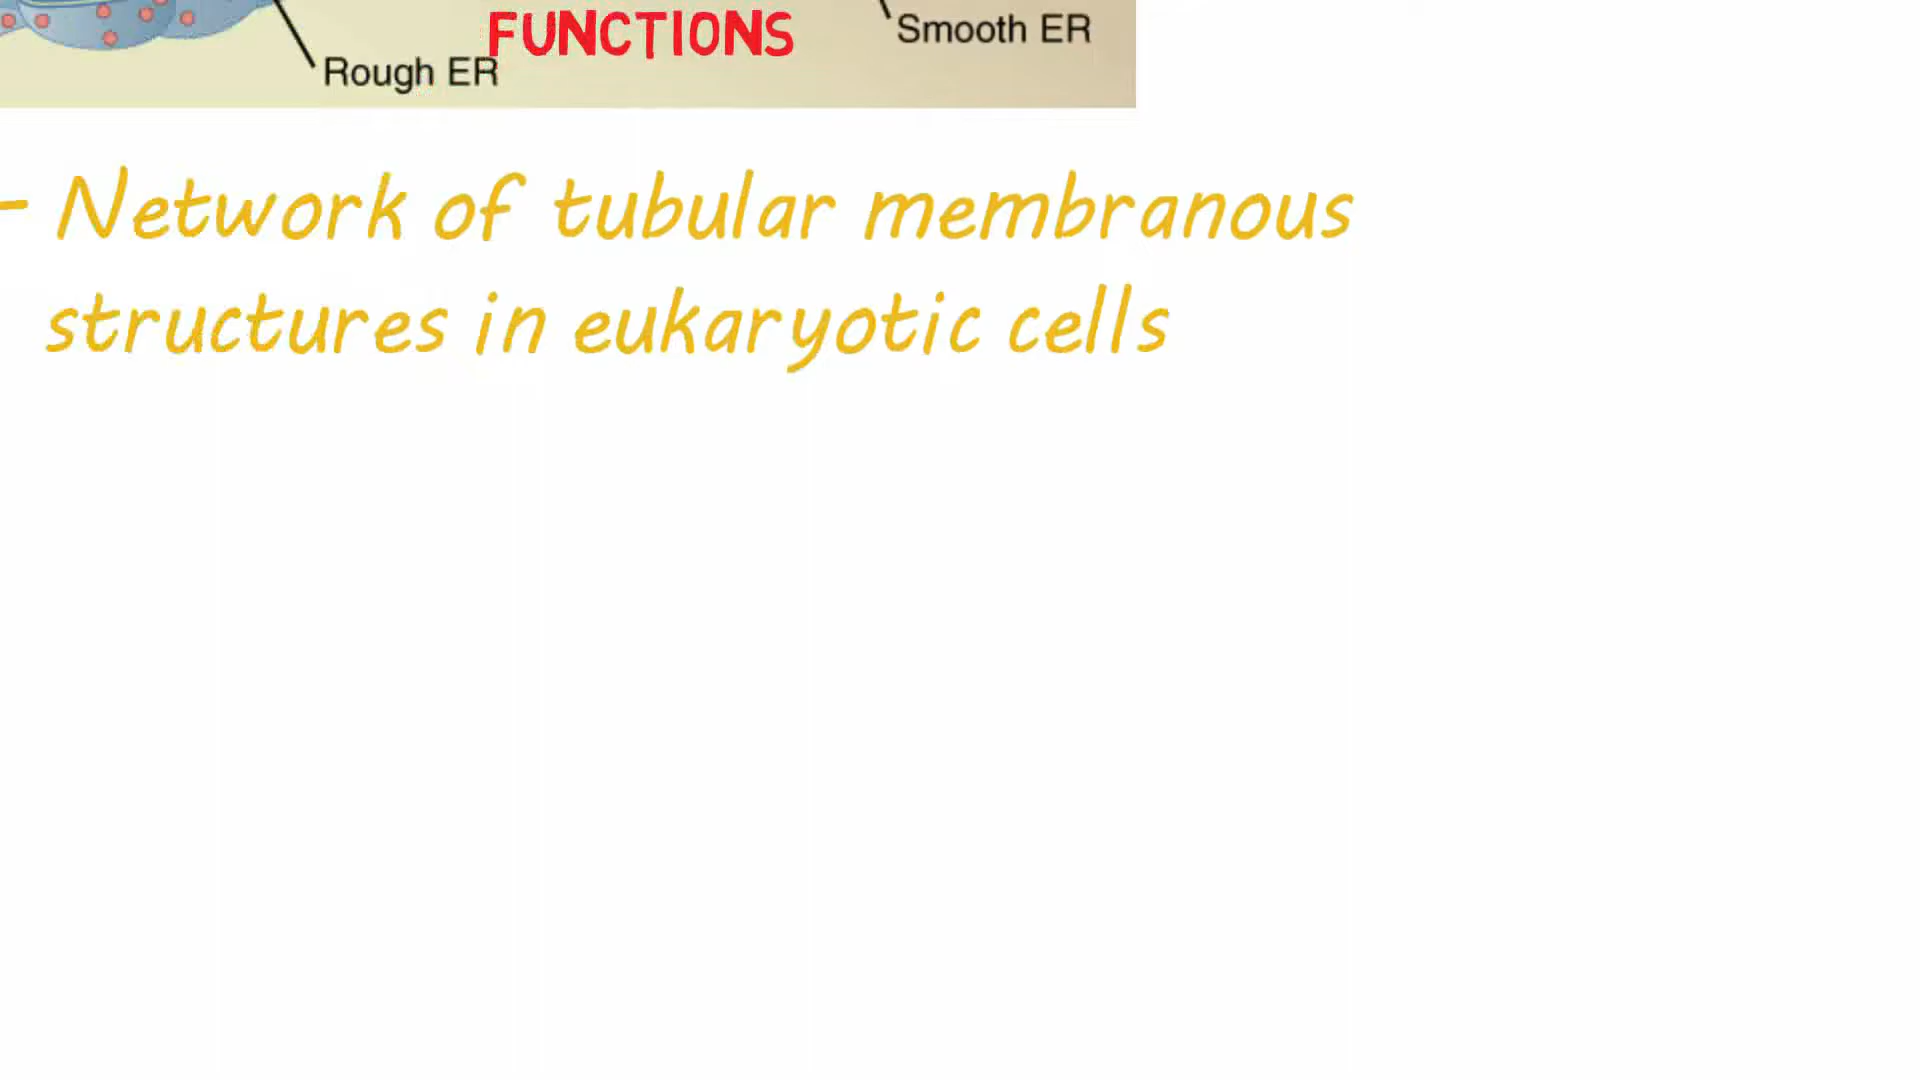 FUNCTIONS
Smooth ER
Rough ER
- Network of tubular membranous
structures in eukaryotic cells